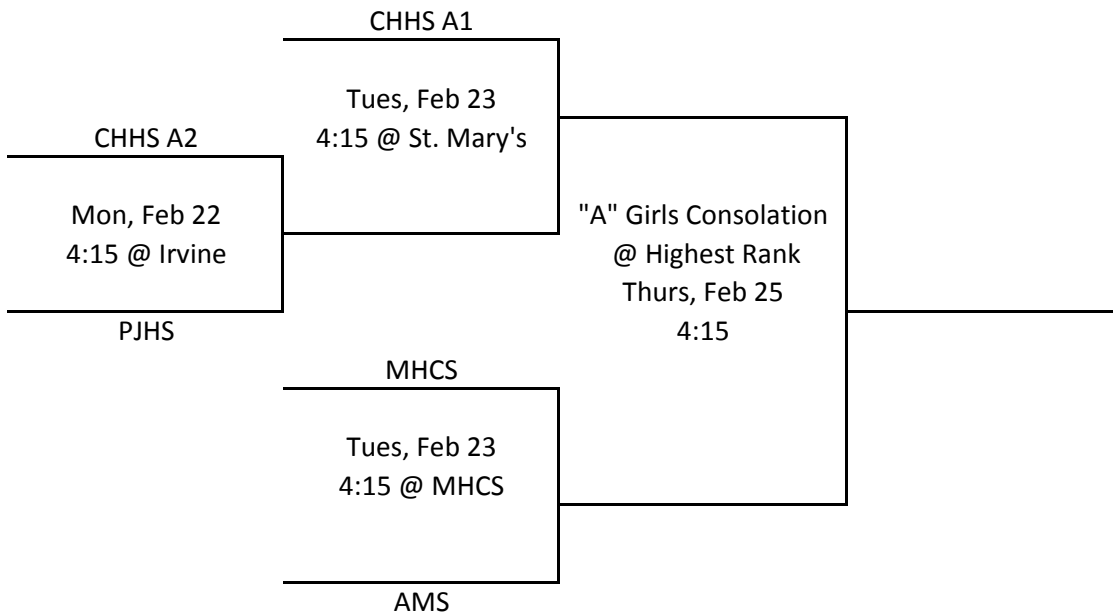 CHHS A1
Tues, Feb 23
4:15 @ St. Mary's
CHHS A2
Mon, Feb 22
4:15 @ Irvine
PJHS
"A" Girls Consolation
@ Highest Rank
Thurs, Feb 25
4:15
MHCS
Tues, Feb 23
4:15 @ MHCS
AMS